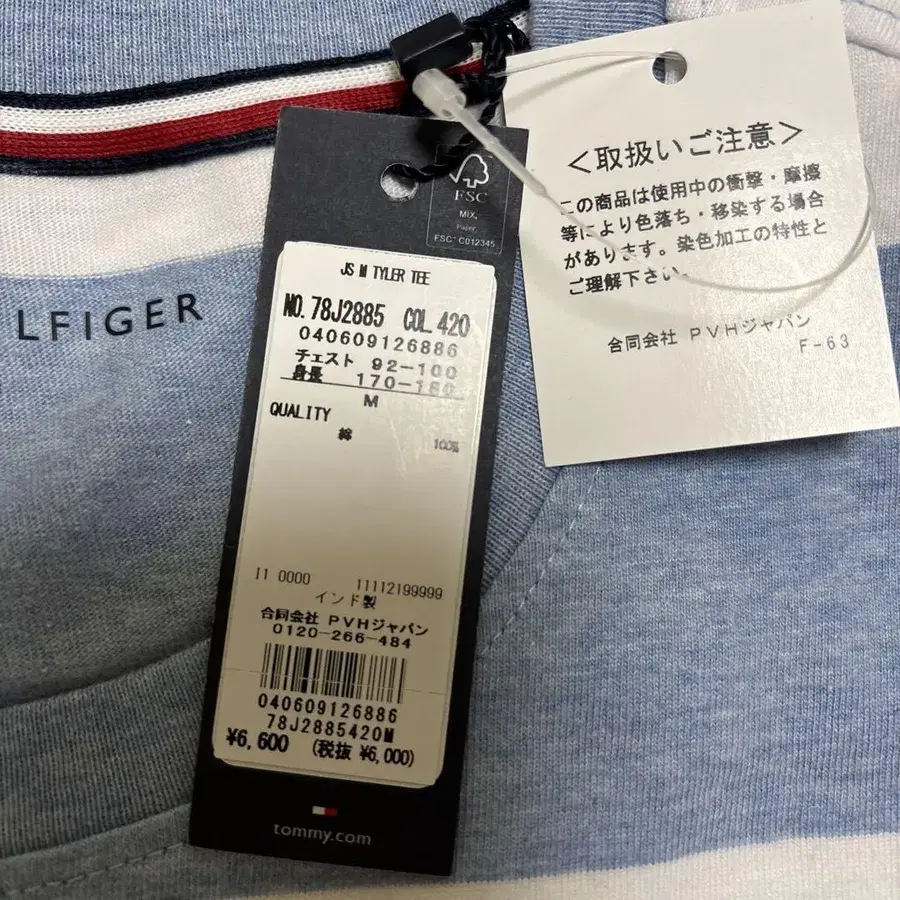 LFIGER
FSC
MIX.
Paper
FSC® C012345
JS M TYLER TEE
NO. 78J2885 COL. 420
040609126886
チェスト 92-100
身長 170-180
M
QUALITY
綿 100%
I1 0000 11112199999
インド製
合同会社 PVHジャパン
0120-266-484
040609126886
78J2885420M
¥6,600 (税抜 ¥6,000)
tommy.com
＜取扱いご注意＞
この商品は使用中の衝撃・摩擦
等により色落ち・移染する場合
があります。染色加工の特性と
ご理解下さい。
合同会社 PVHジャパン
F-63